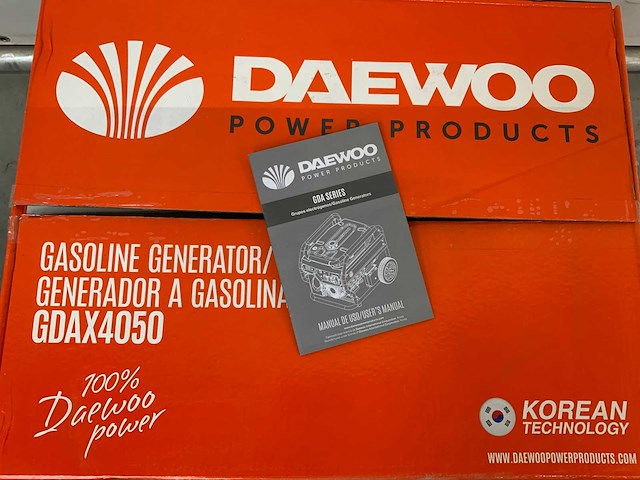 DAEWOO
POWER PRODUCTS
DAEWOO
POWER PRODUCTS
GDA SERIES
Grupos electrógenos/Gasoline Generators
MANUAL DE USO/USER'S MANUAL
GASOLINE GENERATOR/
GENERADOR A GASOLINA
GDAX4050
100%
Daewoo
power
KOREAN
TECHNOLOGY
WWW.DAEWOOPOWERPRODUCTS.COM